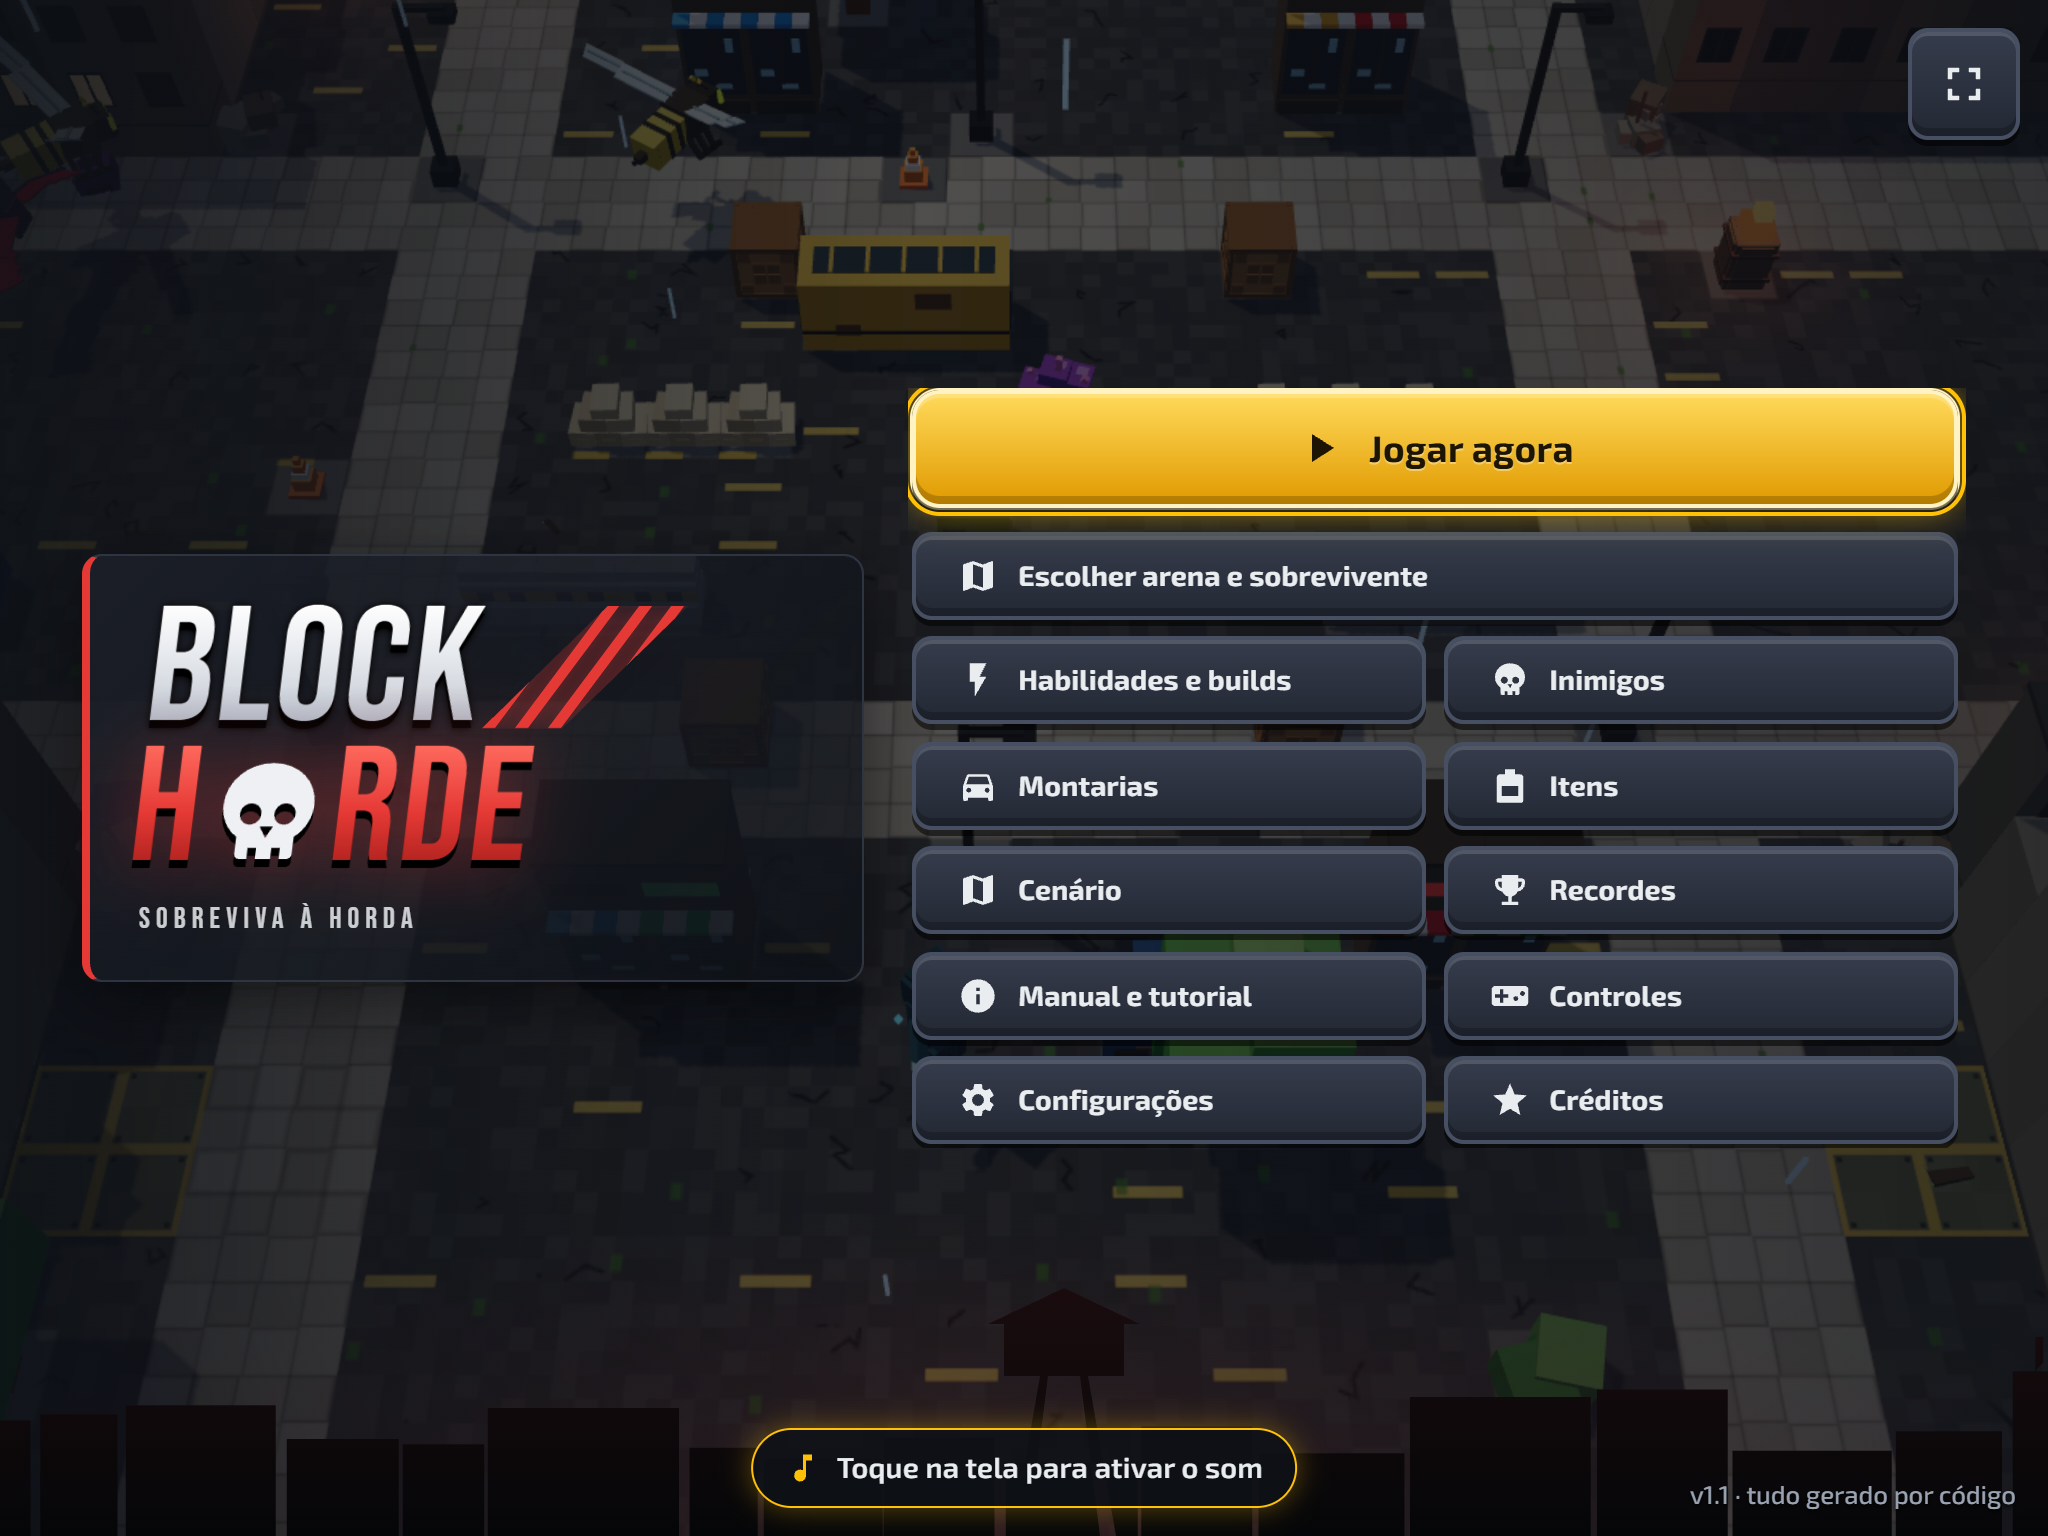 BLOCK
H RDE
SOBREVIVA À HORDA
Jogar agora
Escolher arena e sobrevivente
Habilidades e builds
Inimigos
Montarias
Itens
Cenário
Recordes
Manual e tutorial
Controles
Configurações
Créditos
Toque na tela para ativar o som
v1.1 · tudo gerado por código